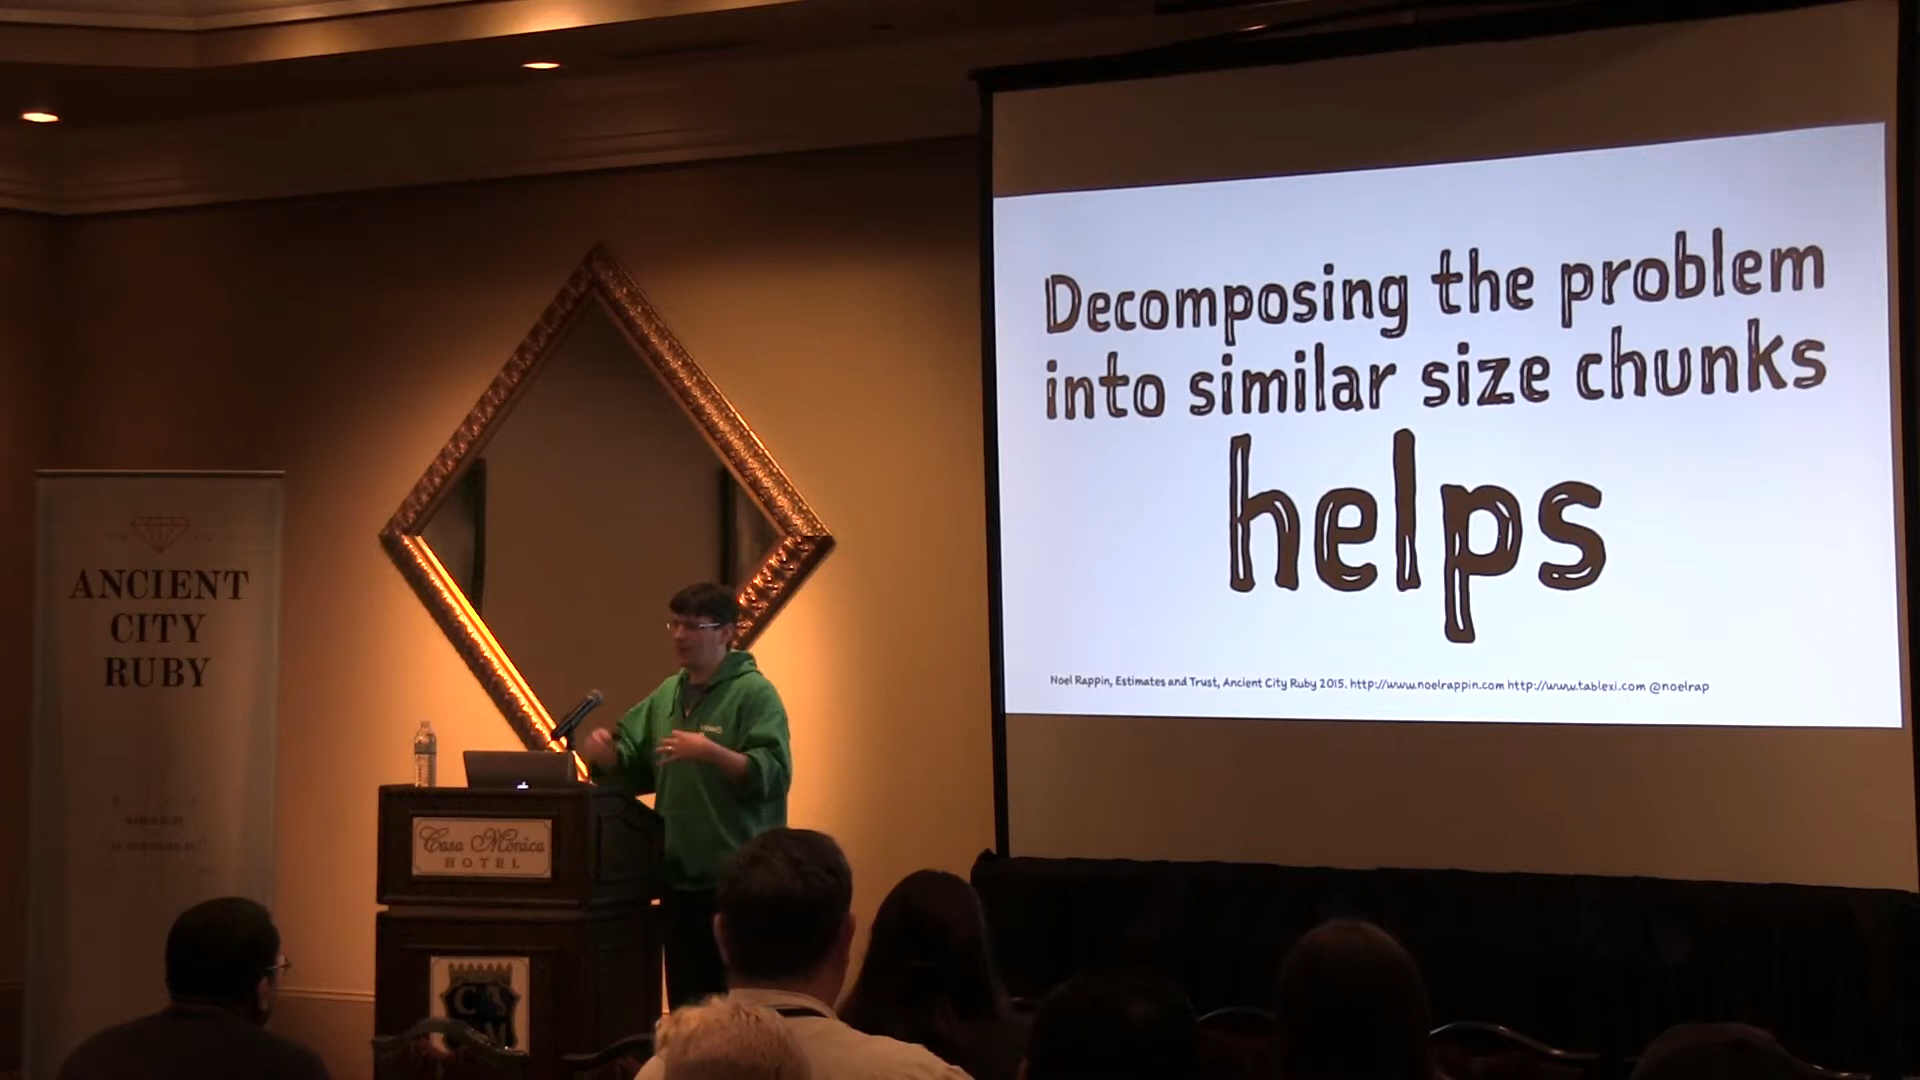 Decomposing the problem
into similar size chunks
helps
Noel Rappin, Estimates and Trust, Ancient City Ruby 2015. http://www.noelrappin.com http://www.tablexi.com @noelrap
ANCIENT
CITY
RUBY
Casa Monica
HOTEL